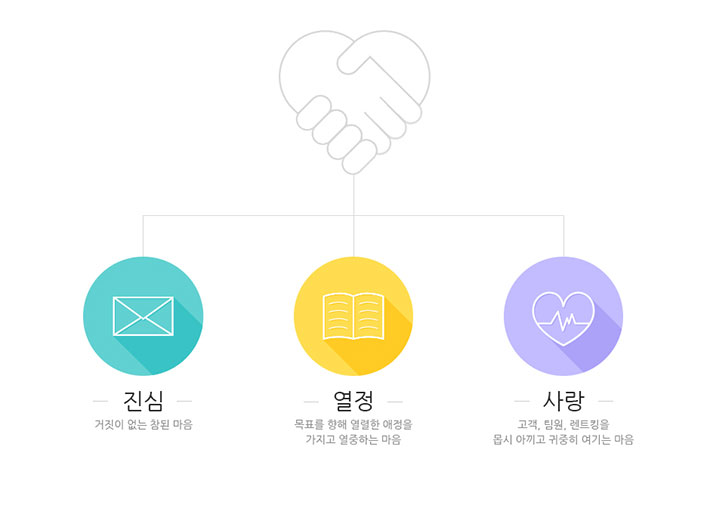 진심
거짓이 없는 참된 마음
열정
목표를 향해 열렬한 애정을
가지고 열중하는 마음
사랑
고객, 팀원, 렌트킹을
몹시 아끼고 귀중히 여기는 마음